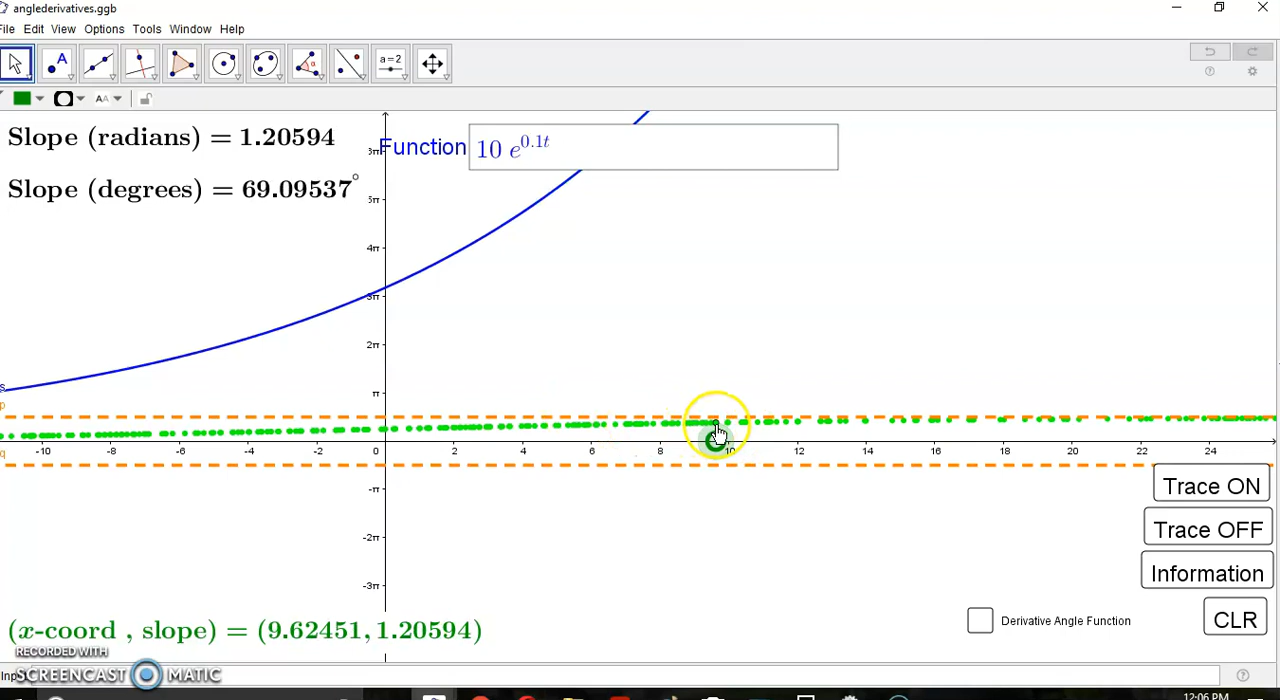 anglederivatives.ggb
File Edit View Options Tools Window Help
A
α
a=2
AA
Slope (radians) = 1.20594
Slope (degrees) = 69.09537°
Function 10 e^0.1t
5π
4π
3π
2π
π
s
p
q
-10 -8 -6 -4 -2 0 2 4 6 8 10 12 14 16 18 20 22 24
-π
-2π
-3π
Trace ON
Trace OFF
Information
CLR
Derivative Angle Function
(x-coord , slope) = (9.62451, 1.20594)
RECORDED WITH
SCREENCAST MATIC
12:06 PM